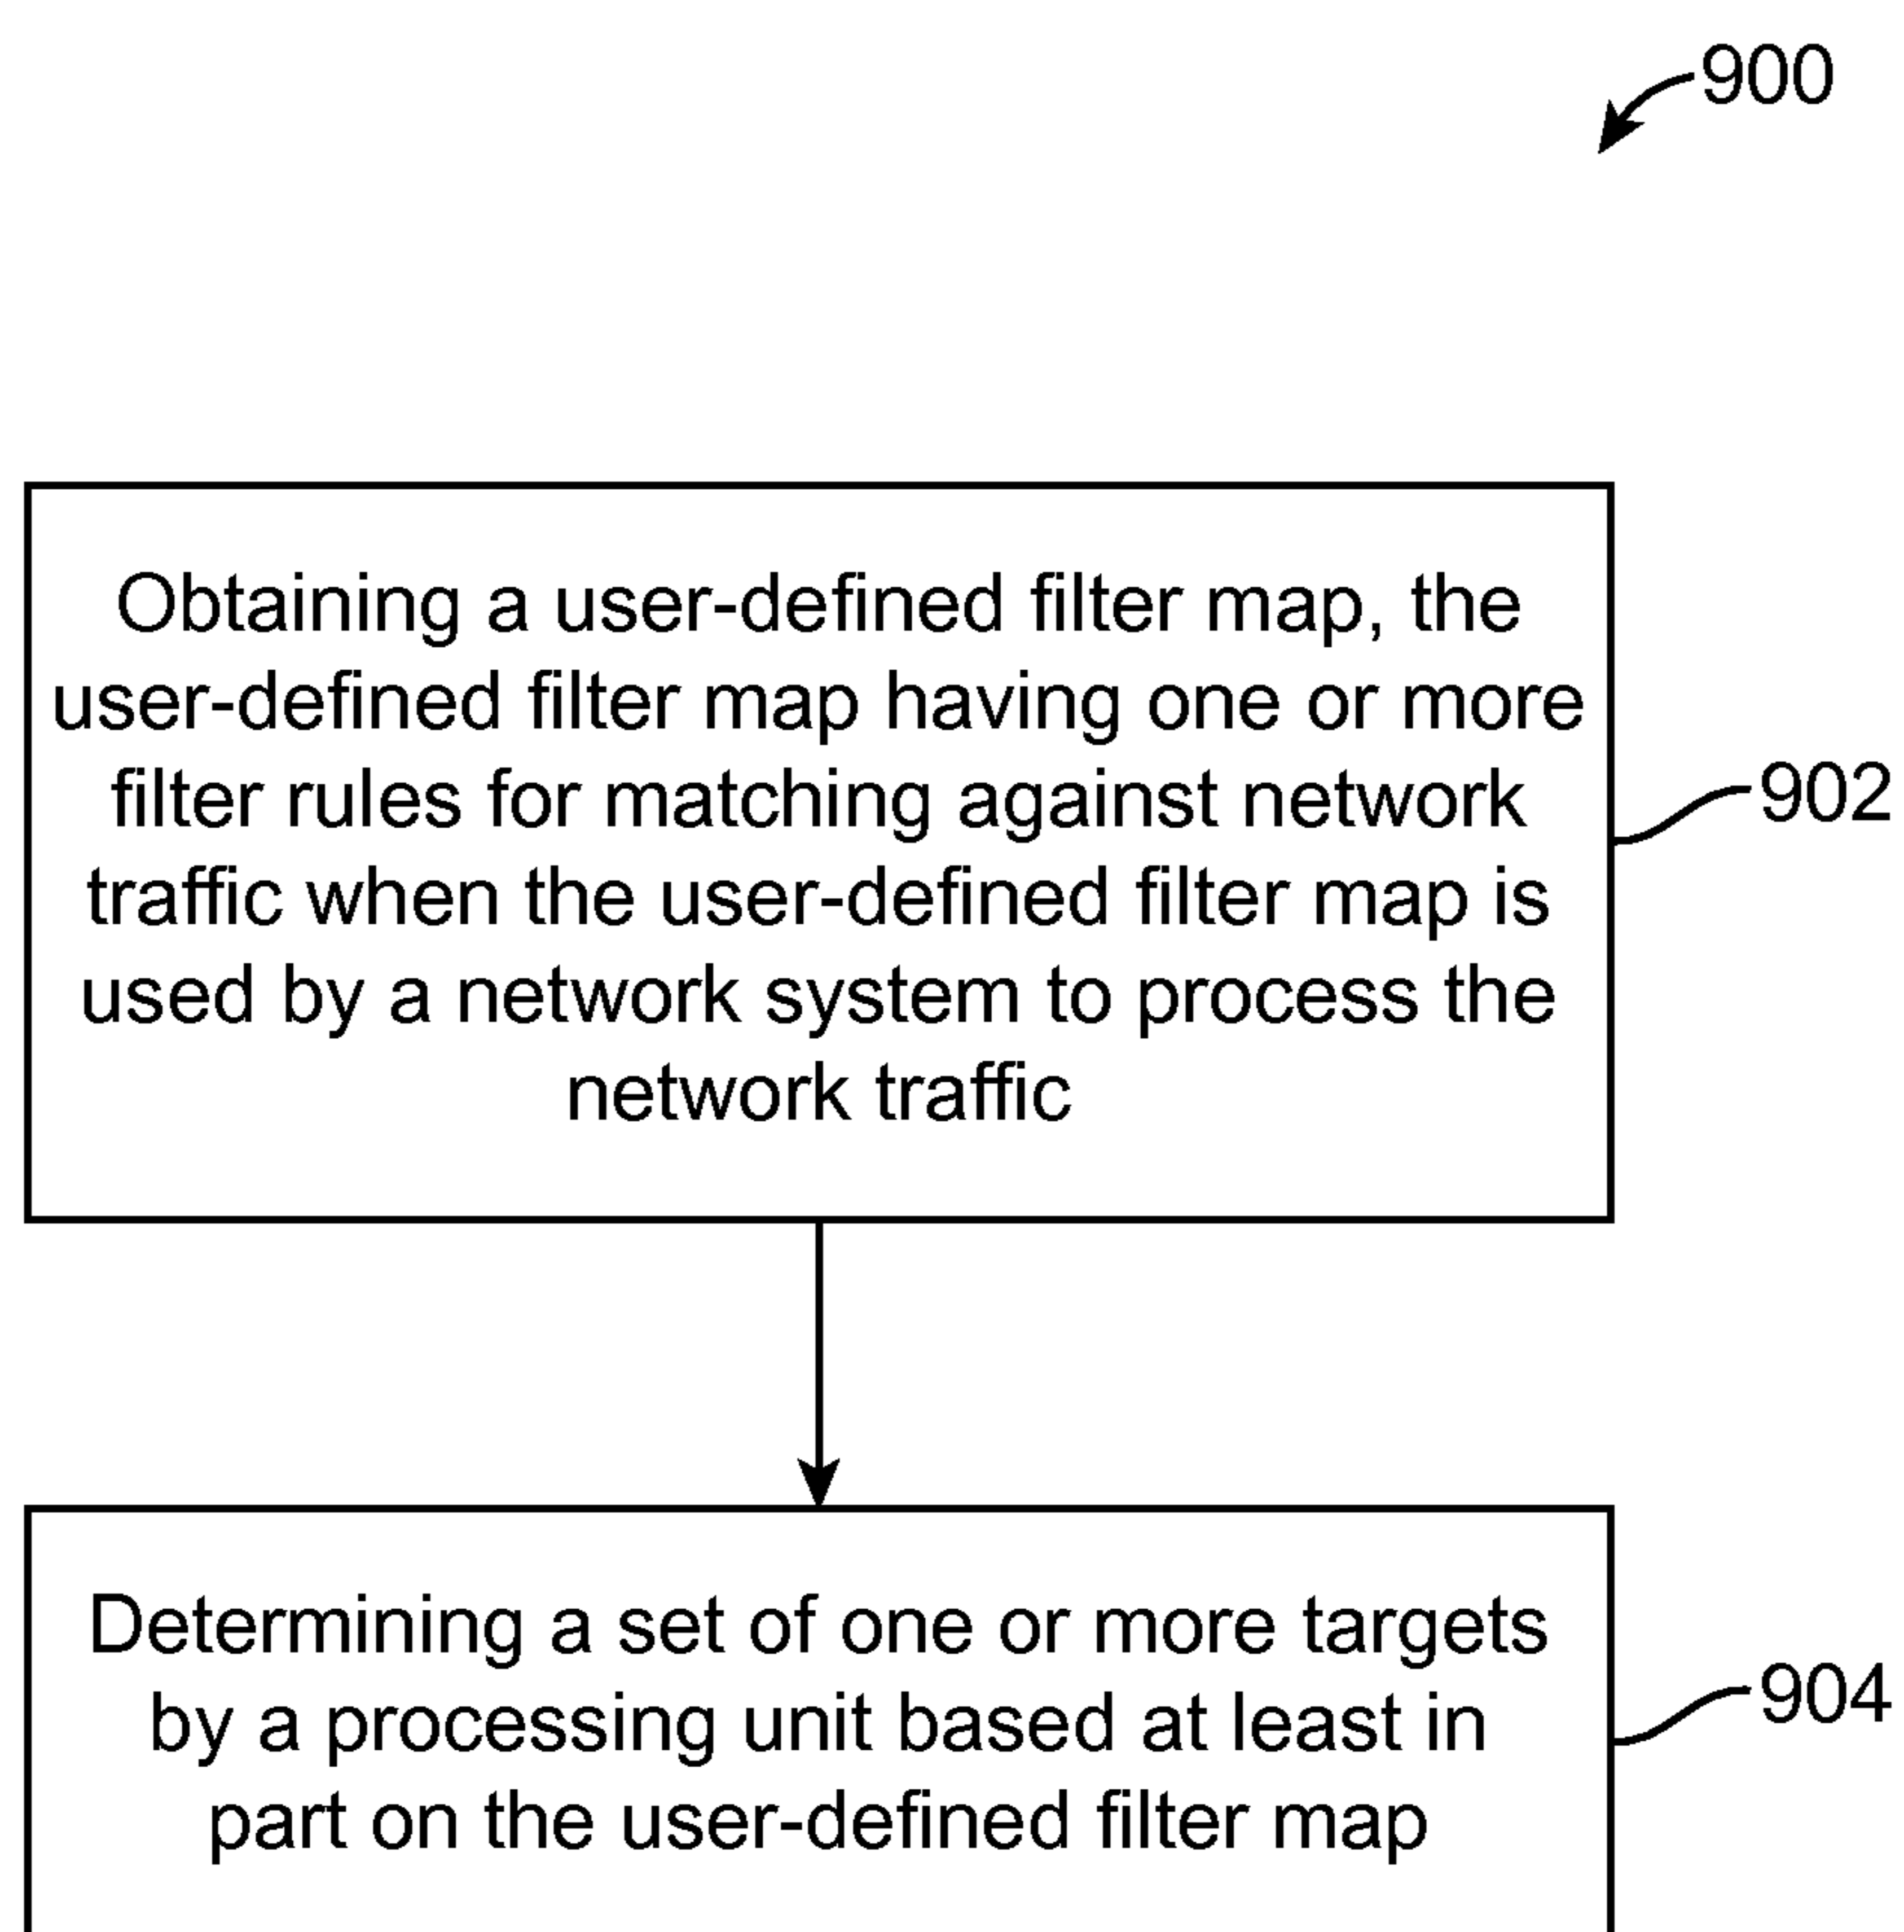 900
Obtaining a user-defined filter map, the
user-defined filter map having one or more
filter rules for matching against network
traffic when the user-defined filter map is
used by a network system to process the
network traffic
902
Determining a set of one or more targets
by a processing unit based at least in
part on the user-defined filter map
904